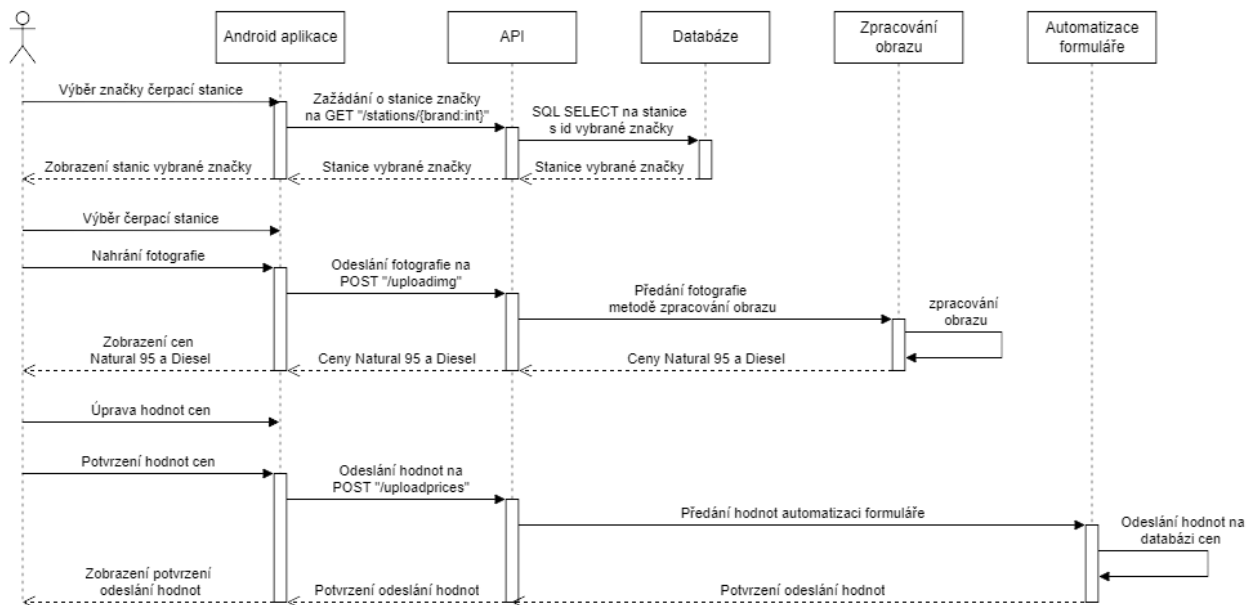 Android aplikace
API
Databáze
Zpracování
obrazu
Automatizace
formuláře
Výběr značky čerpací stanice
Zažádání o stanice značky
na GET "/stations/{brand:int}"
SQL SELECT na stanice
s id vybrané značky
Zobrazení stanic vybrané značky
Stanice vybrané značky
Stanice vybrané značky
Výběr čerpací stanice
Nahrání fotografie
Odeslání fotografie na
POST "/uploadimg"
Předání fotografie
metodě zpracování obrazu
zpracování
obrazu
Zobrazení cen
Natural 95 a Diesel
Ceny Natural 95 a Diesel
Ceny Natural 95 a Diesel
Úprava hodnot cen
Potvrzení hodnot cen
Odeslání hodnot na
POST "/uploadprices"
Předání hodnot automatizaci formuláře
Odeslání hodnot na
databázi cen
Zobrazení potvrzení
odeslání hodnot
Potvrzení odeslání hodnot
Potvrzení odeslání hodnot